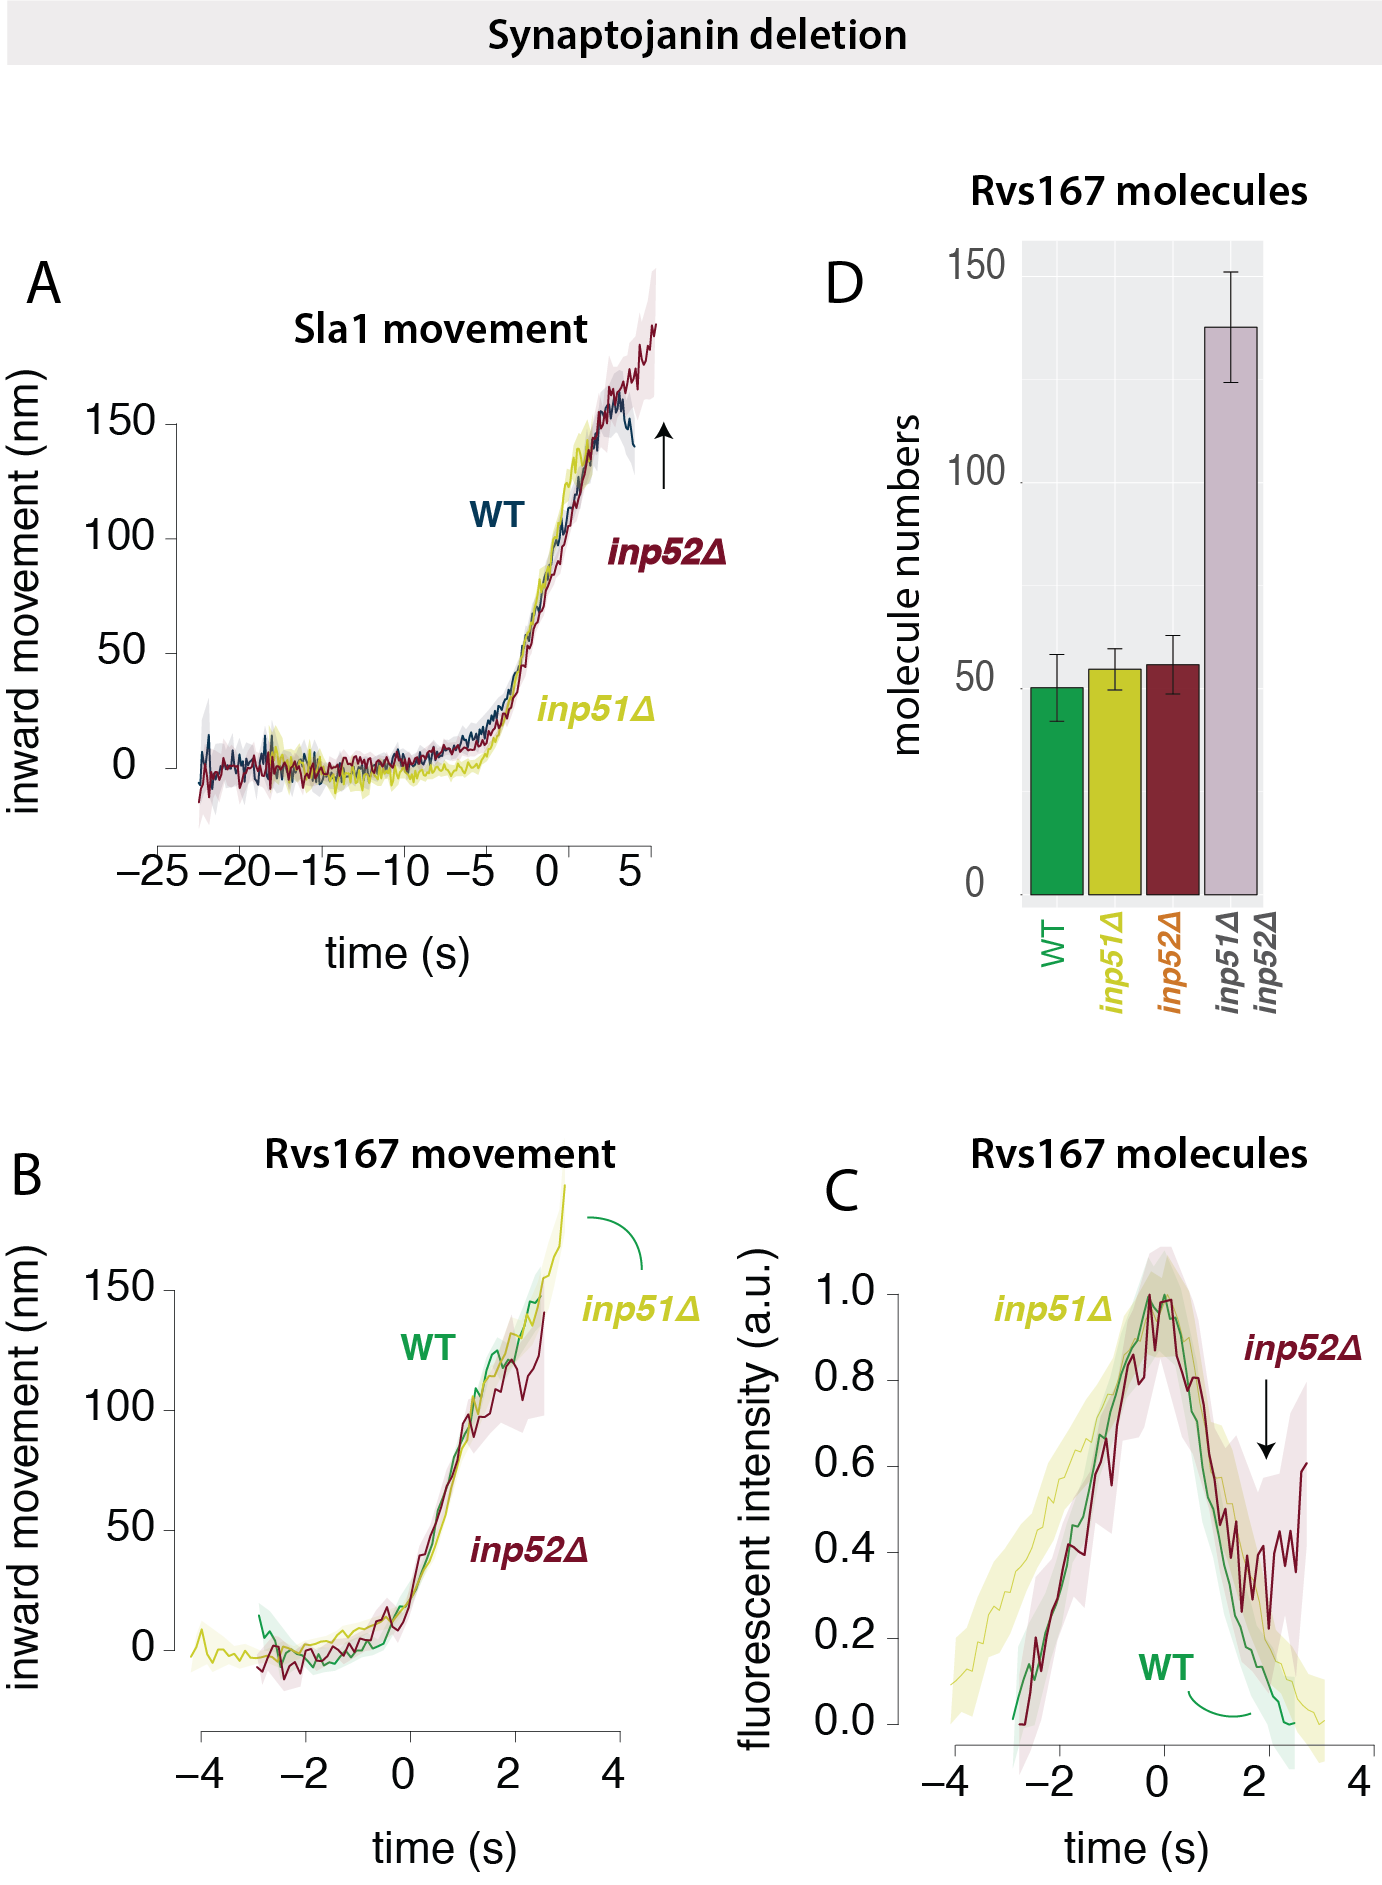 Synaptojanin deletion
A
Sla1 movement
inward movement (nm)
150
100
50
0
WT
inp52Δ
inp51Δ
−25 −20 −15 −10 −5 0 5
time (s)
D
Rvs167 molecules
molecule numbers
150
100
50
0
WT
inp51Δ
inp52Δ
inp51Δ
inp52Δ
B
Rvs167 movement
inward movement (nm)
150
100
50
0
WT
inp51Δ
inp52Δ
−4 −2 0 2 4
time (s)
C
Rvs167 molecules
fluorescent intensity (a.u.)
1.0
0.8
0.6
0.4
0.2
0.0
inp51Δ
inp52Δ
WT
−4 −2 0 2 4
time (s)